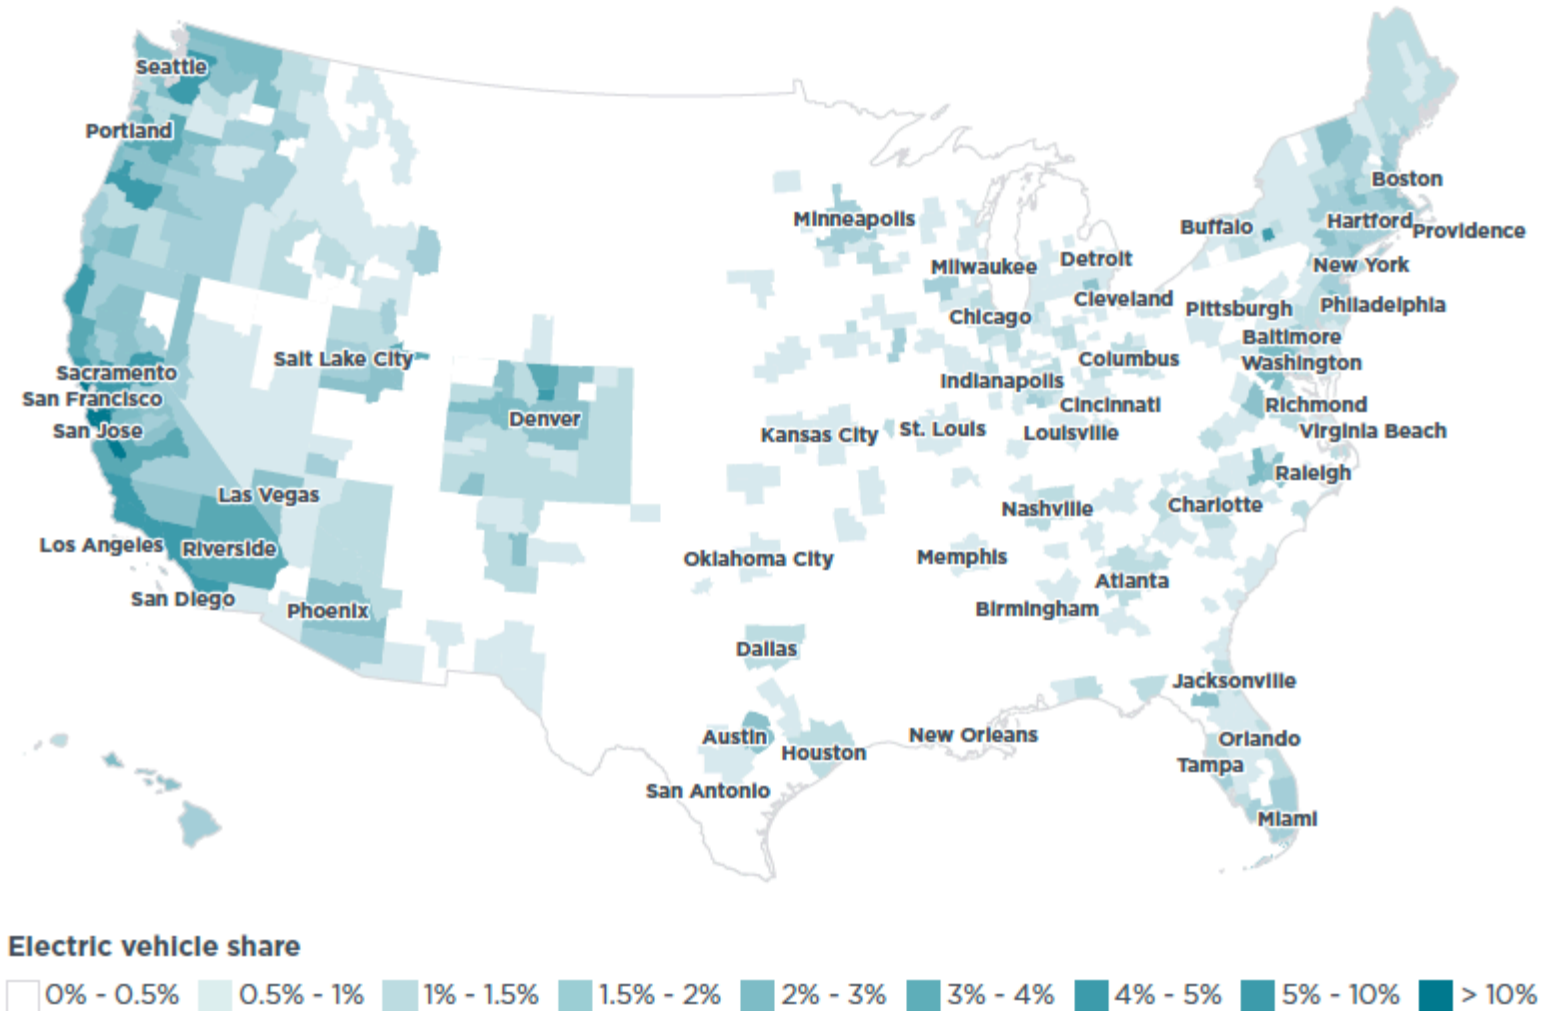 Seattle
Portland
Boston
Minneapolis
Buffalo
Hartford
Providence
Milwaukee
Detroit
New York
Cleveland
Pittsburgh
Philadelphia
Chicago
Baltimore
Salt Lake City
Columbus
Washington
Sacramento
Indianapolis
San Francisco
Cincinnati
Richmond
Denver
San Jose
Kansas City
St. Louis
Louisville
Virginia Beach
Raleigh
Las Vegas
Nashville
Charlotte
Los Angeles
Riverside
Oklahoma City
Memphis
Atlanta
San Diego
Phoenix
Birmingham
Dallas
Jacksonville
Austin
New Orleans
Orlando
Houston
Tampa
San Antonio
Miami
Electric vehicle share
0% - 0.5% 0.5% - 1% 1% - 1.5% 1.5% - 2% 2% - 3% 3% - 4% 4% - 5% 5% - 10% > 10%